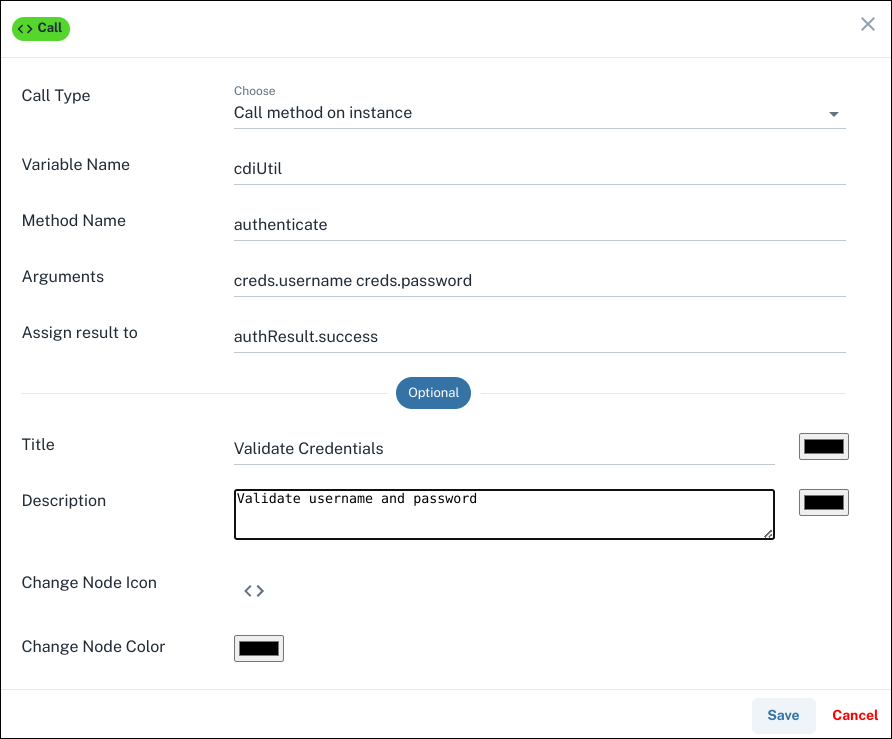 <> Call
Call Type
Choose
Call method on instance
Variable Name
cdiUtil
Method Name
authenticate
Arguments
creds.username creds.password
Assign result to
authResult.success
Optional
Title
Validate Credentials
Description
Validate username and password
Change Node Icon
<>
Change Node Color
Save Cancel